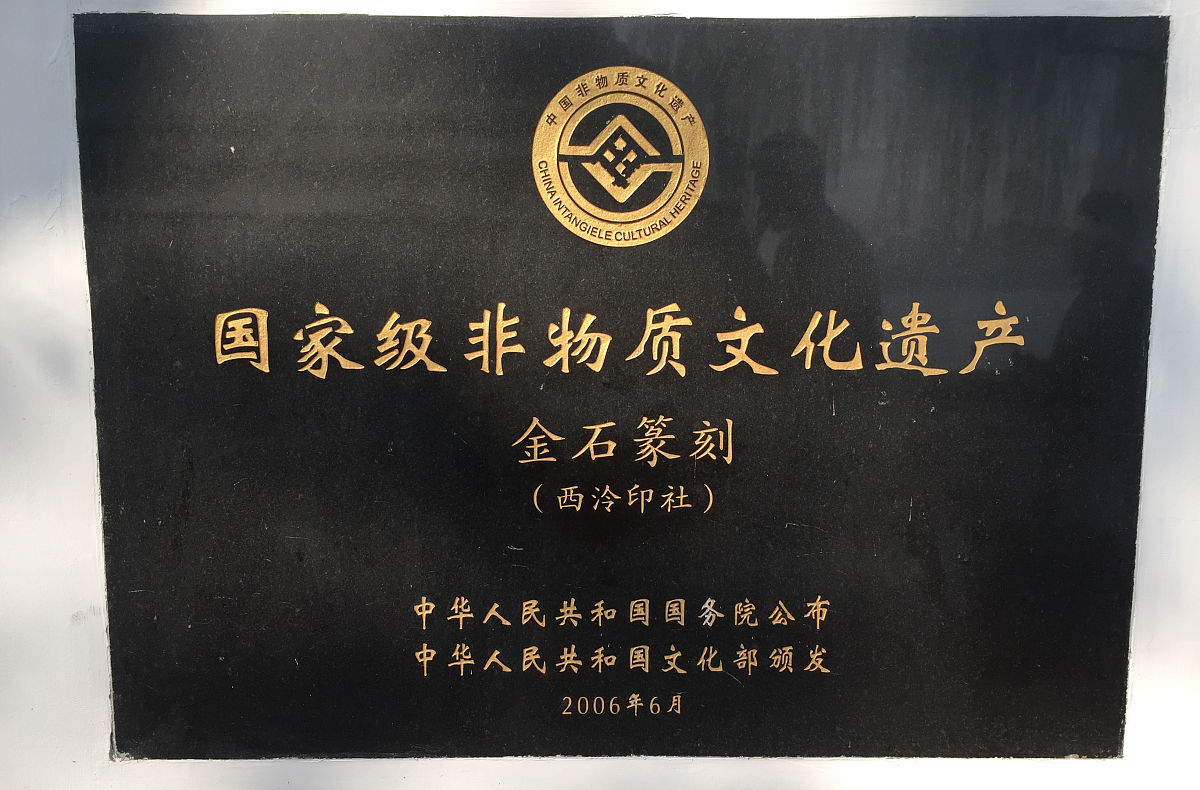 中国非物质文化遗产
CHINA INTANGIELE CULTURAL HERITAGE
国家级非物质文化遗产
金石篆刻
（西泠印社）
中华人民共和国国务院公布
中华人民共和国文化部颁发
2006年6月